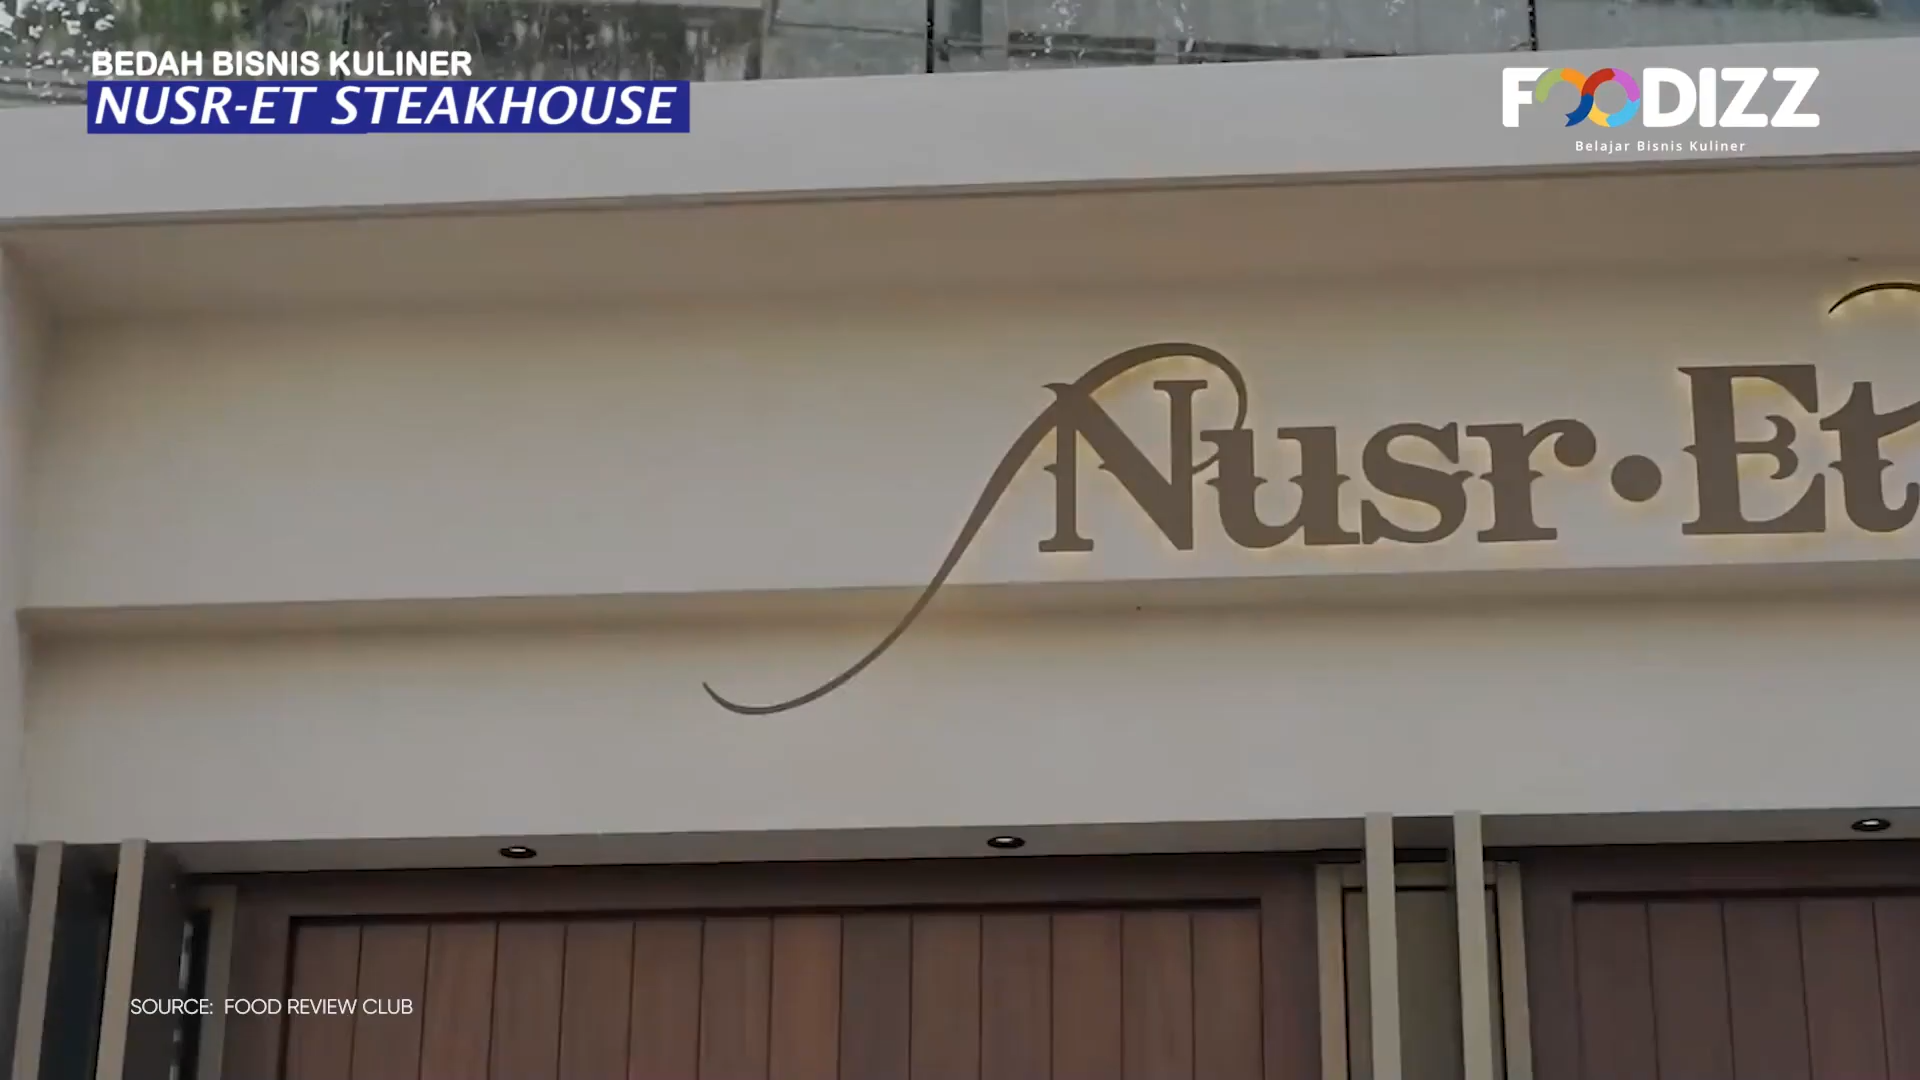 BEDAH BISNIS KULINER
NUSR-ET STEAKHOUSE
FOODIZZ
Belajar Bisnis Kuliner
Nusr·Et
SOURCE: FOOD REVIEW CLUB